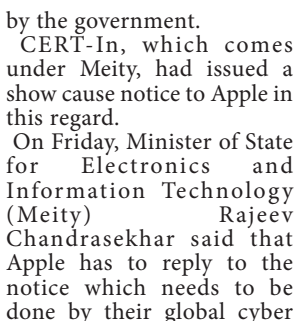 by the government.
CERT-In, which comes
under Meity, had issued a
show cause notice to Apple in
this regard.
On Friday, Minister of State
for Electronics and
Information Technology
(Meity) Rajeev
Chandrasekhar said that
Apple has to reply to the
notice which needs to be
done by their global cyber